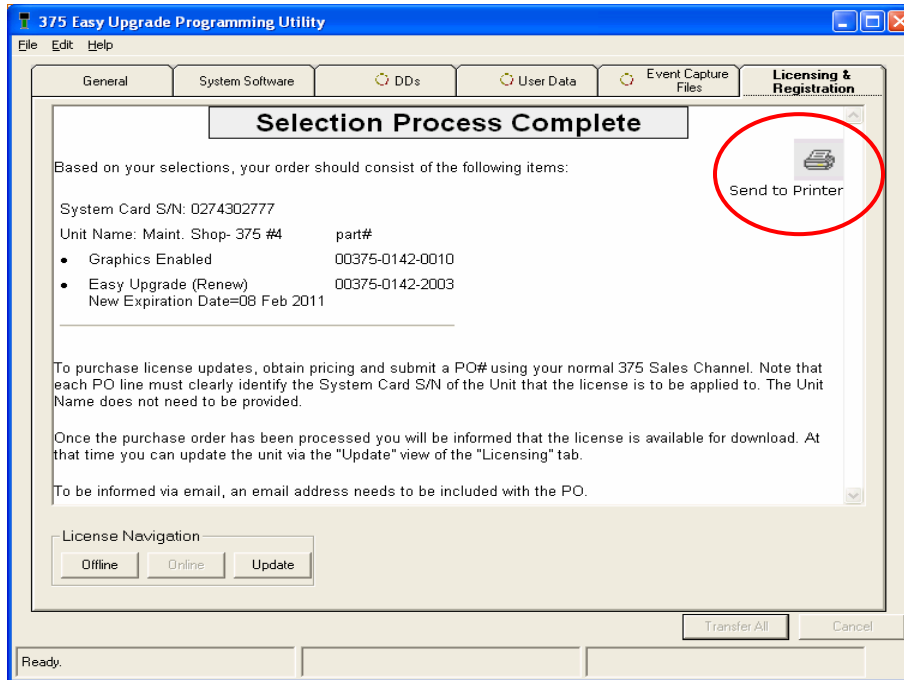 375 Easy Upgrade Programming Utility
File Edit Help
General System Software DDs User Data Event Capture Files Licensing & Registration
Selection Process Complete
Send to Printer
Based on your selections, your order should consist of the following items:
System Card S/N: 0274302777
Unit Name: Maint. Shop- 375 #4 part#
• Graphics Enabled 00375-0142-0010
• Easy Upgrade (Renew) 00375-0142-2003
New Expiration Date=08 Feb 2011
To purchase license updates, obtain pricing and submit a PO# using your normal 375 Sales Channel. Note that
each PO line must clearly identify the System Card S/N of the Unit that the license is to be applied to. The Unit
Name does not need to be provided.
Once the purchase order has been processed you will be informed that the license is available for download. At
that time you can update the unit via the "Update" view of the "Licensing" tab.
To be informed via email, an email address needs to be included with the PO.
License Navigation
Offline Online Update
Transfer All Cancel
Ready.